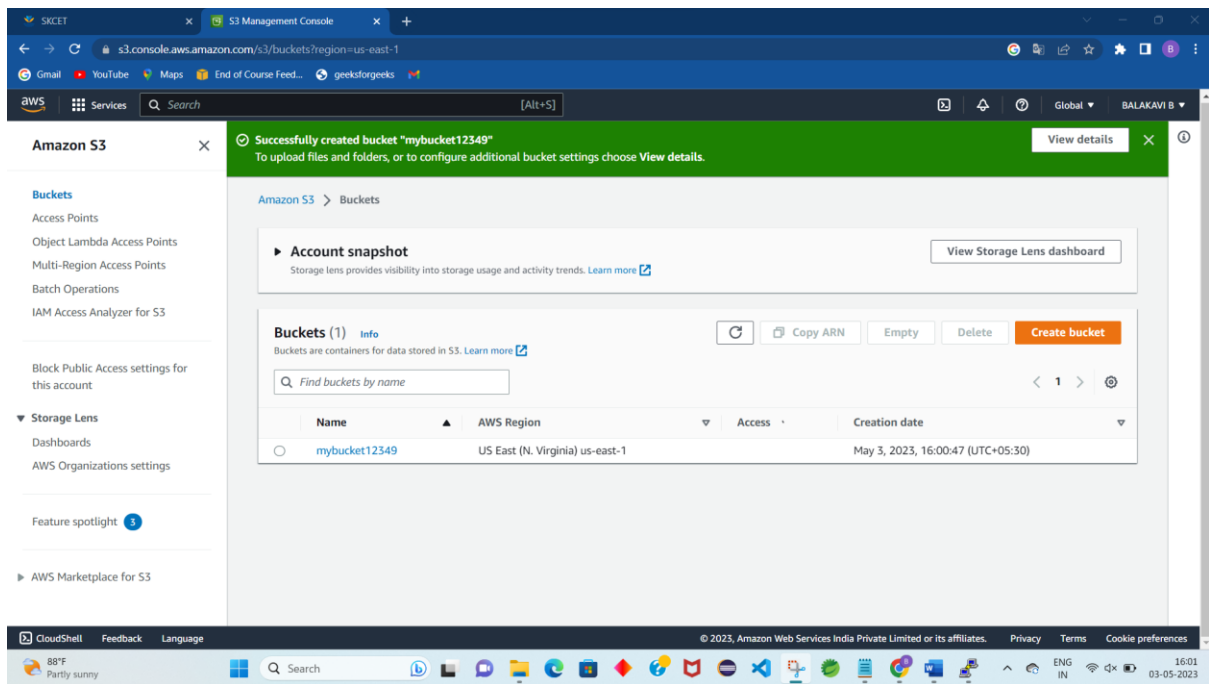 SKCET
S3 Management Console
s3.console.aws.amazon.com/s3/buckets?region=us-east-1
B
Gmail YouTube Maps End of Course Feed... geeksforgeeks
aws Services Search [Alt+S] Global BALAKAVI B
Amazon S3
Buckets
Access Points
Object Lambda Access Points
Multi-Region Access Points
Batch Operations
IAM Access Analyzer for S3
Block Public Access settings for
this account
Storage Lens
Dashboards
AWS Organizations settings
Feature spotlight 3
AWS Marketplace for S3
Successfully created bucket "mybucket12349"
To upload files and folders, or to configure additional bucket settings choose View details.
View details
Amazon S3 > Buckets
Account snapshot
Storage lens provides visibility into storage usage and activity trends. Learn more
View Storage Lens dashboard
Buckets (1) Info
Buckets are containers for data stored in S3. Learn more
Copy ARN Empty Delete Create bucket
Find buckets by name
1
Name AWS Region Access Creation date
mybucket12349 US East (N. Virginia) us-east-1 May 3, 2023, 16:00:47 (UTC+05:30)
CloudShell Feedback Language © 2023, Amazon Web Services India Private Limited or its affiliates. Privacy Terms Cookie preferences
88°F
Partly sunny
Search
ENG
IN
16:01
03-05-2023